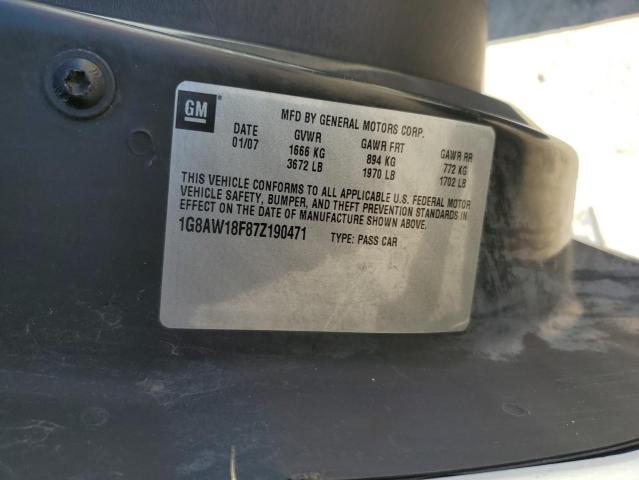 GM
MFD BY GENERAL MOTORS CORP.
DATE GVWR GAWR FRT GAWR RR
01/07 1666 KG 894 KG 772 KG
3672 LB 1970 LB 1702 LB
THIS VEHICLE CONFORMS TO ALL APPLICABLE U.S. FEDERAL MOTOR
VEHICLE SAFETY, BUMPER, AND THEFT PREVENTION STANDARDS IN
EFFECT ON THE DATE OF MANUFACTURE SHOWN ABOVE.
1G8AW18F87Z190471 TYPE: PASS CAR